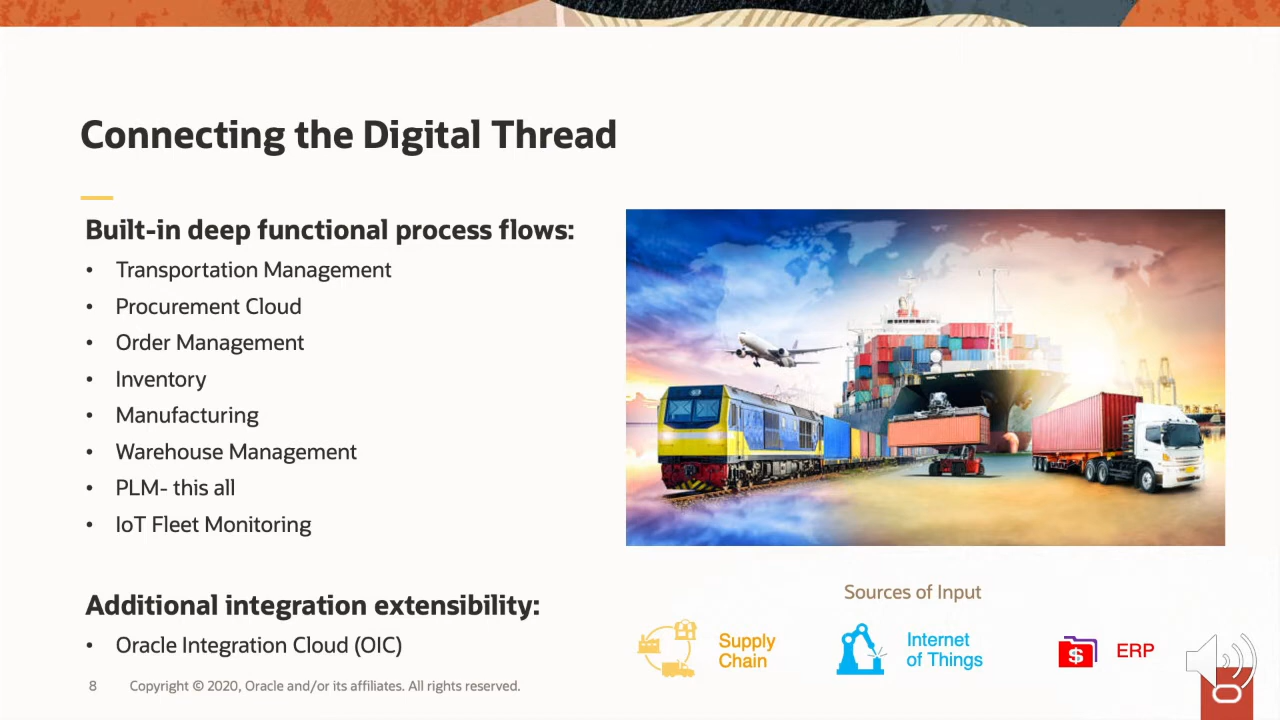 Connecting the Digital Thread
Built-in deep functional process flows:
• Transportation Management
• Procurement Cloud
• Order Management
• Inventory
• Manufacturing
• Warehouse Management
• PLM- this all
• IoT Fleet Monitoring
Additional integration extensibility:
• Oracle Integration Cloud (OIC)
Sources of Input
Supply
Chain
Internet
of Things
$
ERP
8 Copyright © 2020, Oracle and/or its affiliates. All rights reserved.